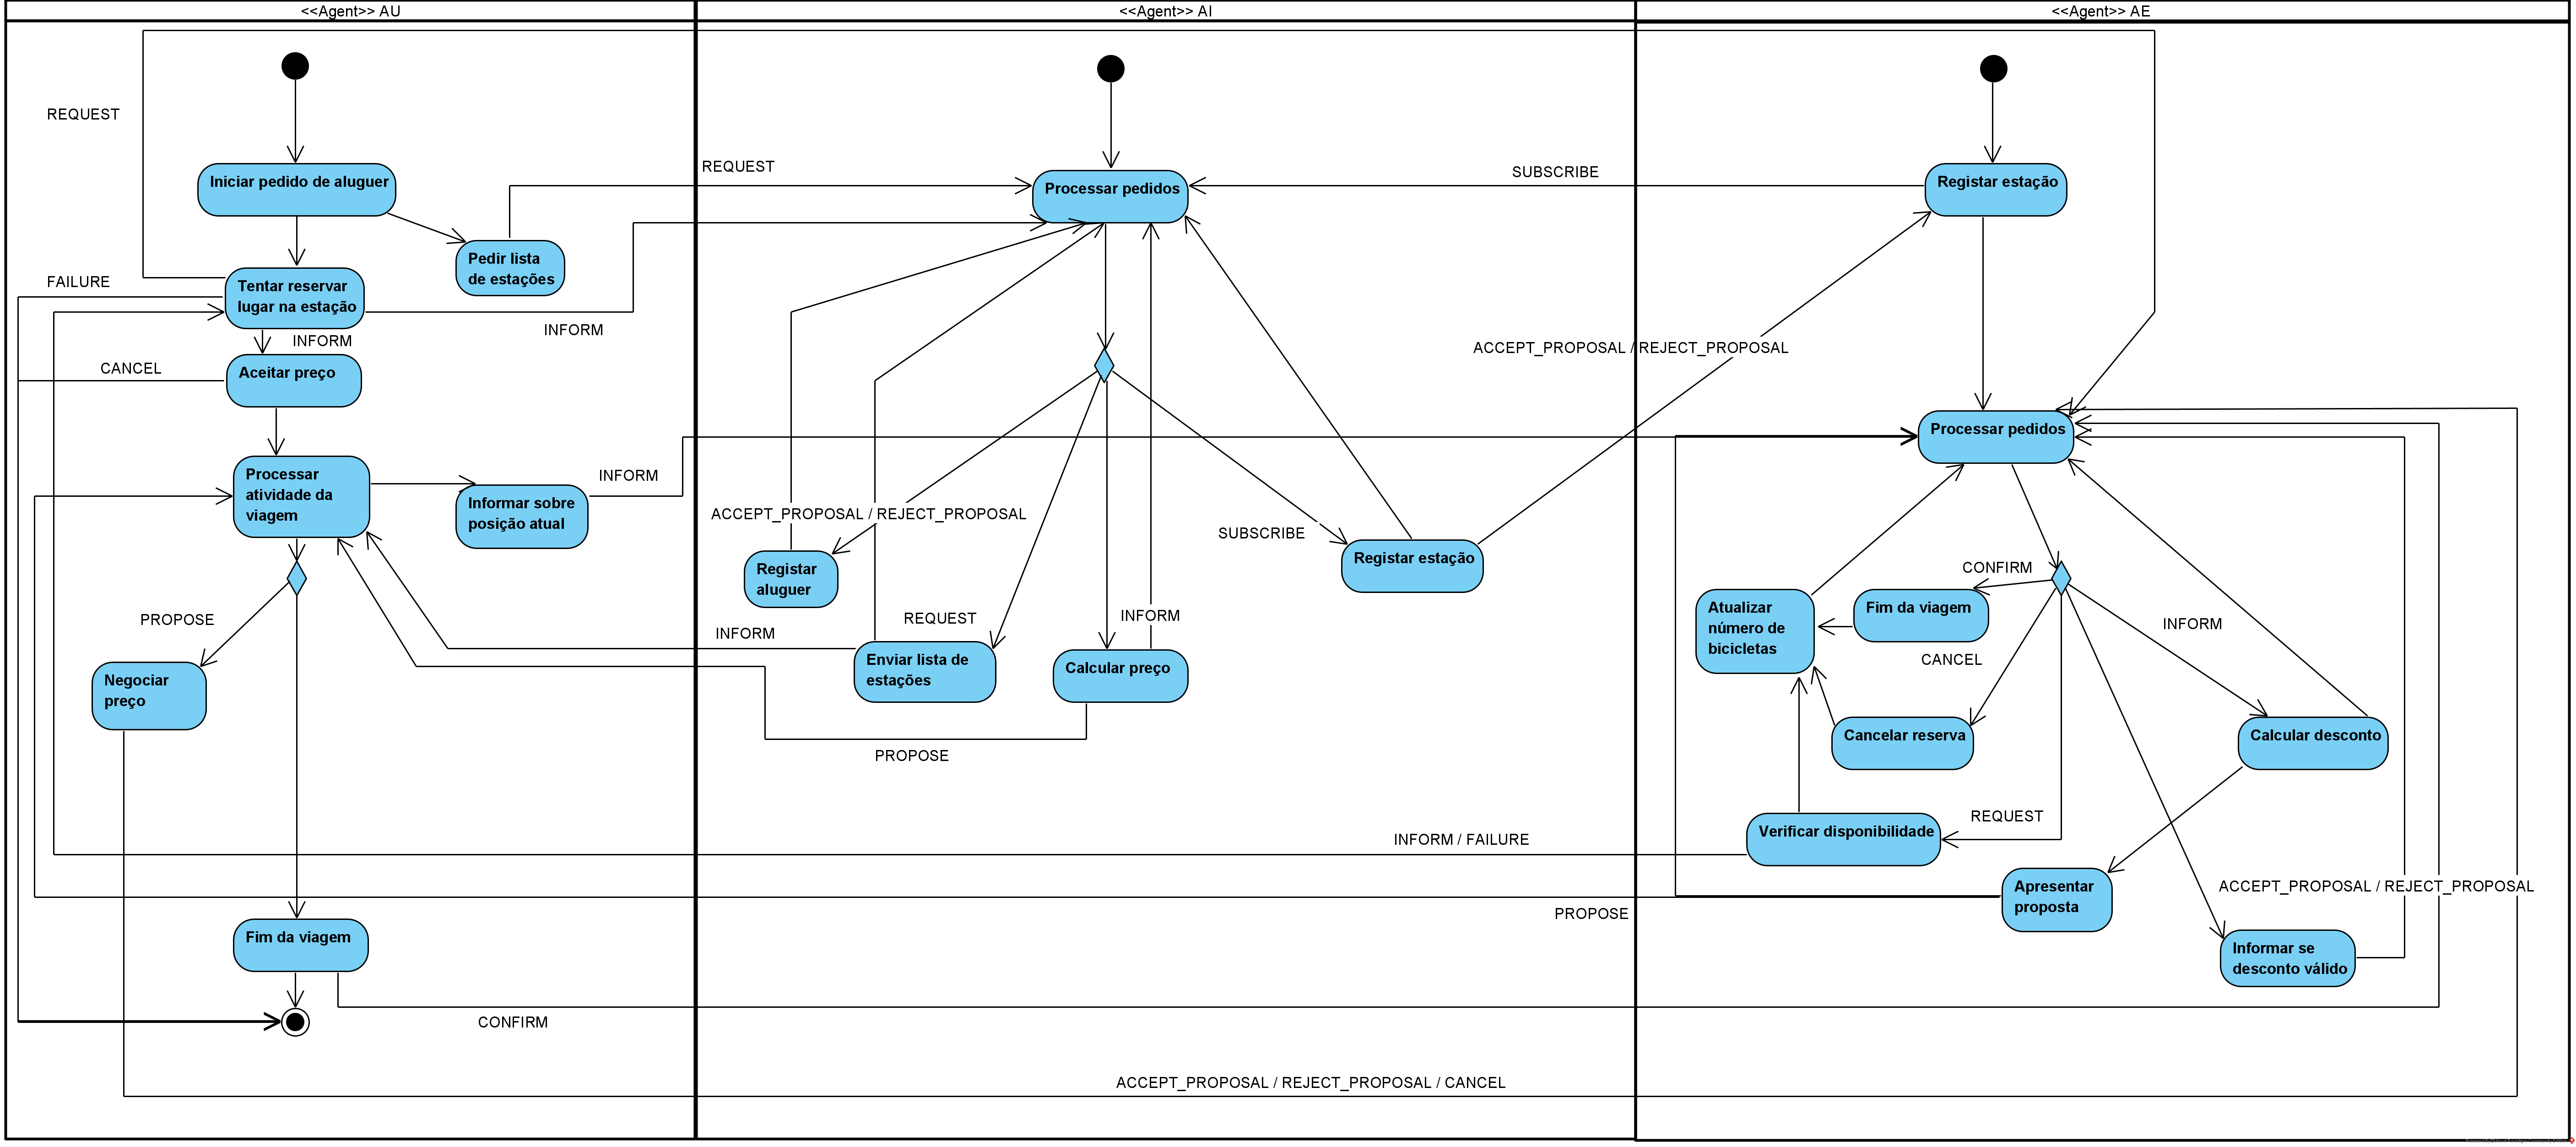 <<Agent>> AU
<<Agent>> AI
<<Agent>> AE
REQUEST
Iniciar pedido de aluguer
Pedir lista
de estações
FAILURE
Tentar reservar
lugar na estação
INFORM
INFORM
CANCEL
Aceitar preço
Processar
atividade da
viagem
Informar sobre
posição atual
INFORM
PROPOSE
Negociar
preço
Fim da viagem
CONFIRM
REQUEST
Processar pedidos
SUBSCRIBE
ACCEPT_PROPOSAL / REJECT_PROPOSAL
ACCEPT_PROPOSAL / REJECT_PROPOSAL
SUBSCRIBE
Registar estação
Registar
aluguer
REQUEST
INFORM
INFORM
Enviar lista de
estações
Calcular preço
PROPOSE
INFORM / FAILURE
PROPOSE
ACCEPT_PROPOSAL / REJECT_PROPOSAL / CANCEL
Registar estação
Processar pedidos
CONFIRM
Atualizar
número de
bicicletas
Fim da viagem
INFORM
CANCEL
Cancelar reserva
Calcular desconto
REQUEST
Verificar disponibilidade
Apresentar
proposta
ACCEPT_PROPOSAL / REJECT_PROPOSAL
Informar se
desconto válido